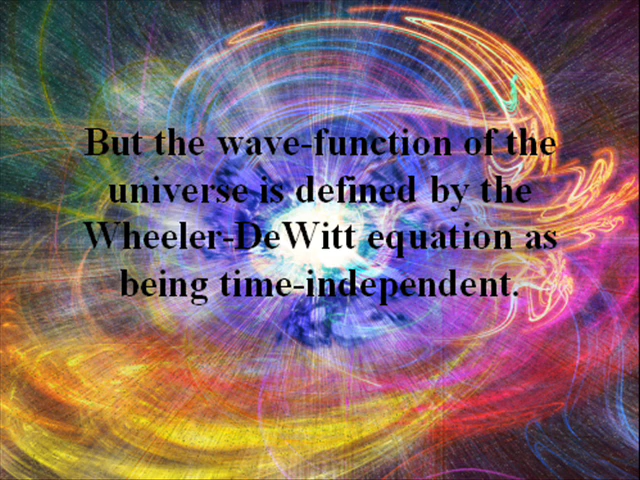 But the wave-function of the
universe is defined by the
Wheeler-DeWitt equation as
being time-independent.